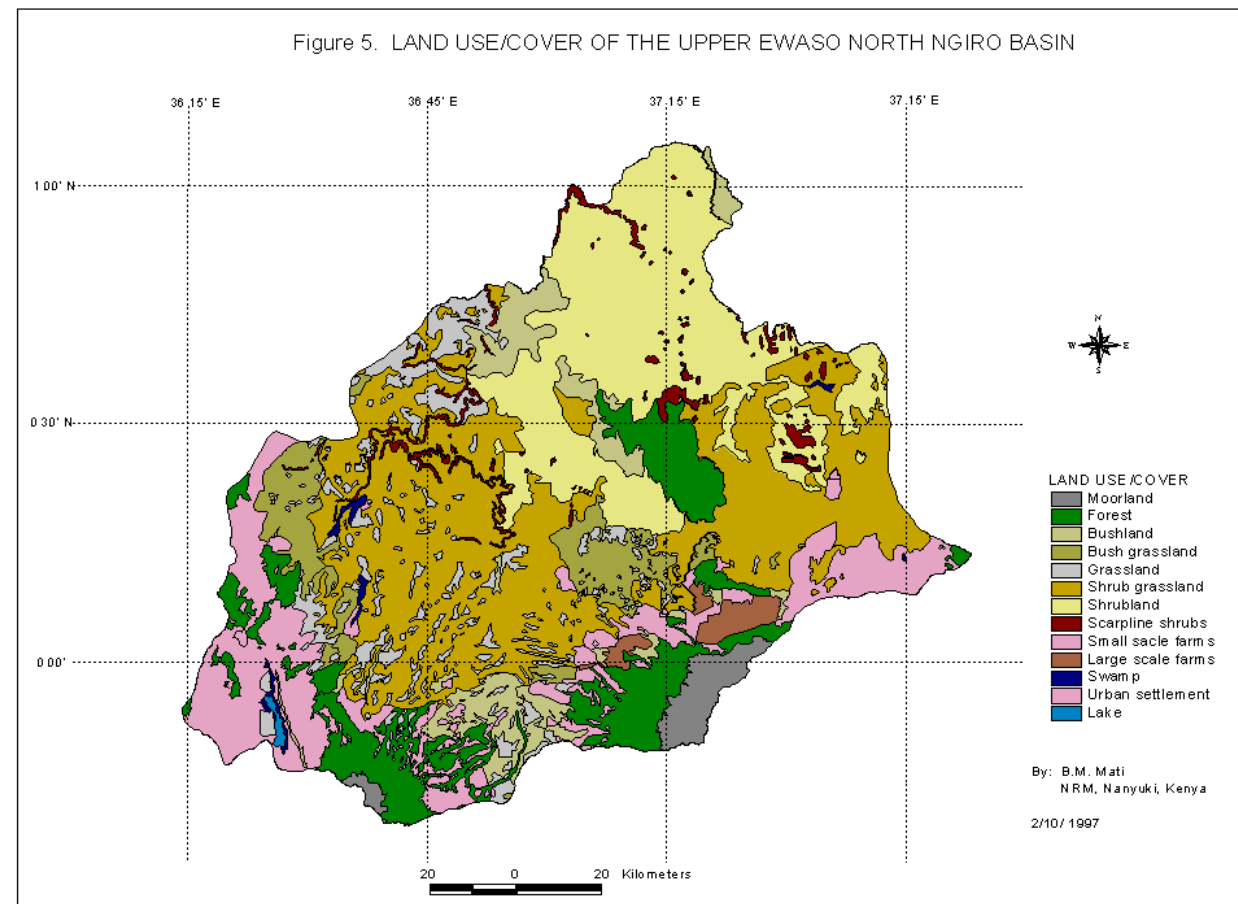 Figure 5. LAND USE/COVER OF THE UPPER EWASO NORTH NGIRO BASIN
36.15' E
36.45' E
37.15' E
37.15' E
1 00' N
0 30' N
0 00'
N
W
E
S
LAND USE/COVER
Moorland
Forest
Bushland
Bush grassland
Grassland
Shrub grassland
Shrubland
Scarpline shrubs
Small sacle farms
Large scale farms
Swamp
Urban settlement
Lake
By: B.M. Mati
NRM, Nanyuki, Kenya
2/10/ 1997
20 0 20 Kilometers